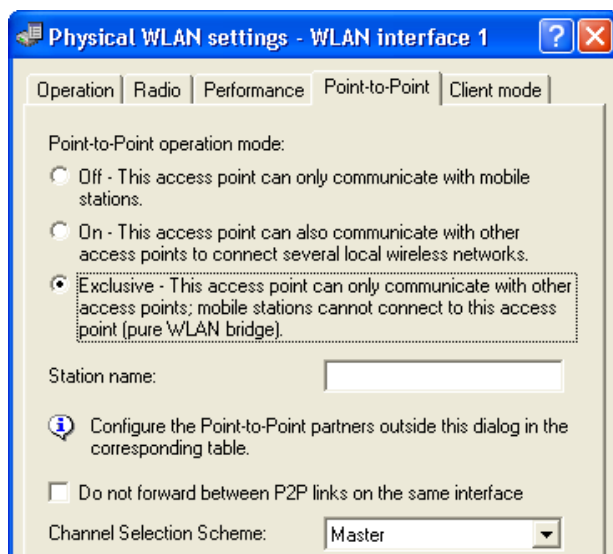 Physical WLAN settings - WLAN interface 1
Operation Radio Performance Point-to-Point Client mode
Point-to-Point operation mode:
Off - This access point can only communicate with mobile
stations.
On - This access point can also communicate with other
access points to connect several local wireless networks.
Exclusive - This access point can only communicate with other
access points; mobile stations cannot connect to this access
point (pure WLAN bridge).
Station name:
Configure the Point-to-Point partners outside this dialog in the
corresponding table.
Do not forward between P2P links on the same interface
Channel Selection Scheme: Master